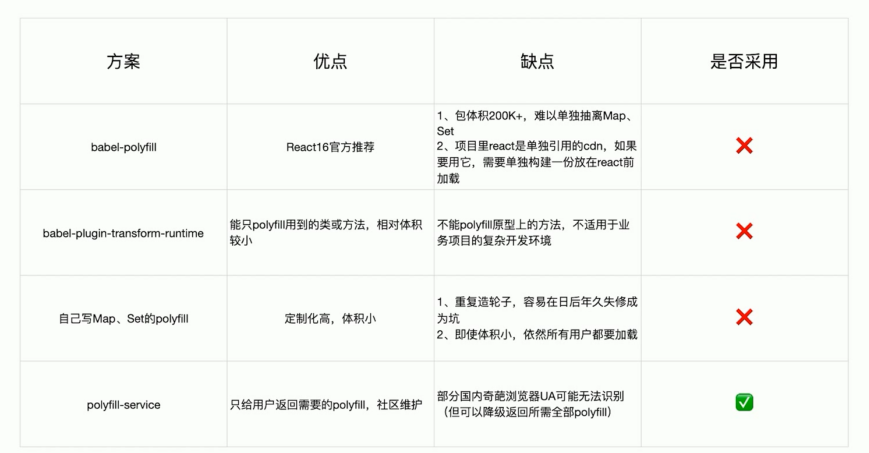 方案 优点 缺点 是否采用
babel-polyfill
React16官方推荐
1、包体积200K+，难以单独抽离Map、
Set
2、项目里react是单独引用的cdn，如果
要用它，需要单独构建一份放在react前
加载
babel-plugin-transform-runtime
能只polyfill用到的类或方法，相对体积
较小
不能polyfill原型上的方法，不适用于业
务项目的复杂开发环境
自己写Map、Set的polyfill
定制化高，体积小
1、重复造轮子，容易在日后年久失修成
为坑
2、即使体积小，依然所有用户都要加载
polyfill-service
只给用户返回需要的polyfill，社区维护
部分国内奇葩浏览器UA可能无法识别
（但可以降级返回所需全部polyfill）